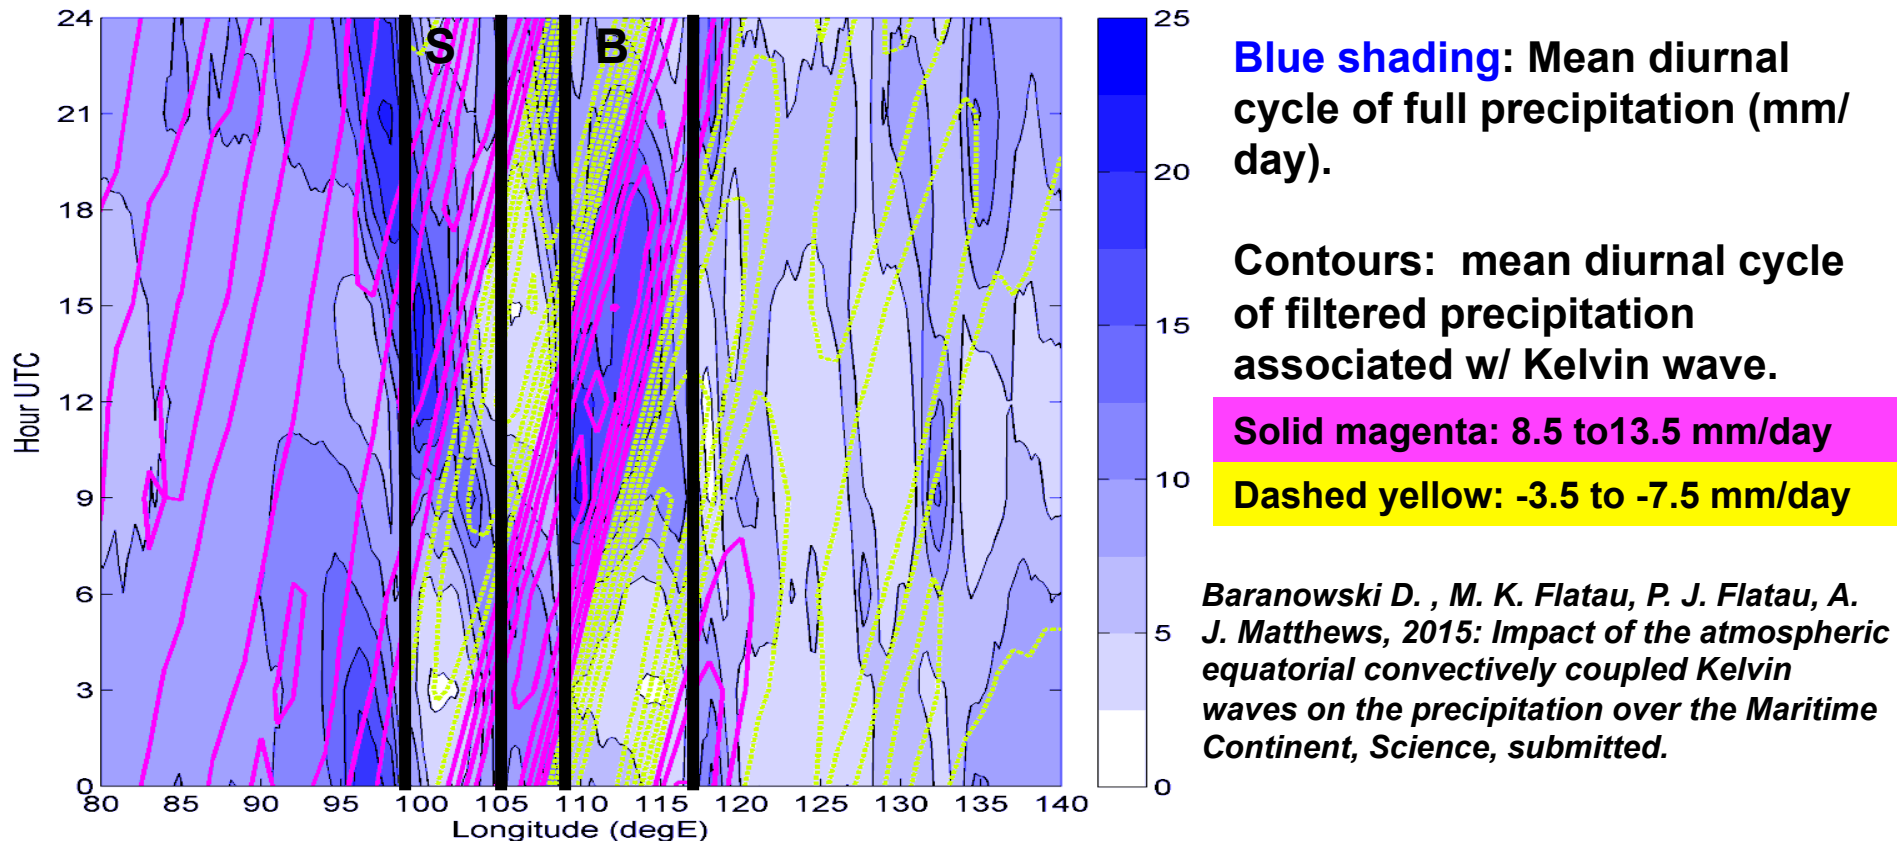 24
21
18
15
12
9
6
3
0
Hour UTC
S
B
80 85 90 95 100 105 110 115 120 125 130 135 140
Longitude (degE)
25
20
15
10
5
0
Blue shading: Mean diurnal
cycle of full precipitation (mm/
day).
Contours:  mean diurnal cycle
of filtered precipitation
associated w/ Kelvin wave.
Solid magenta: 8.5 to13.5 mm/day
Dashed yellow: -3.5 to -7.5 mm/day
Baranowski D. , M. K. Flatau, P. J. Flatau, A.
J. Matthews, 2015: Impact of the atmospheric
equatorial convectively coupled Kelvin
waves on the precipitation over the Maritime
Continent, Science, submitted.